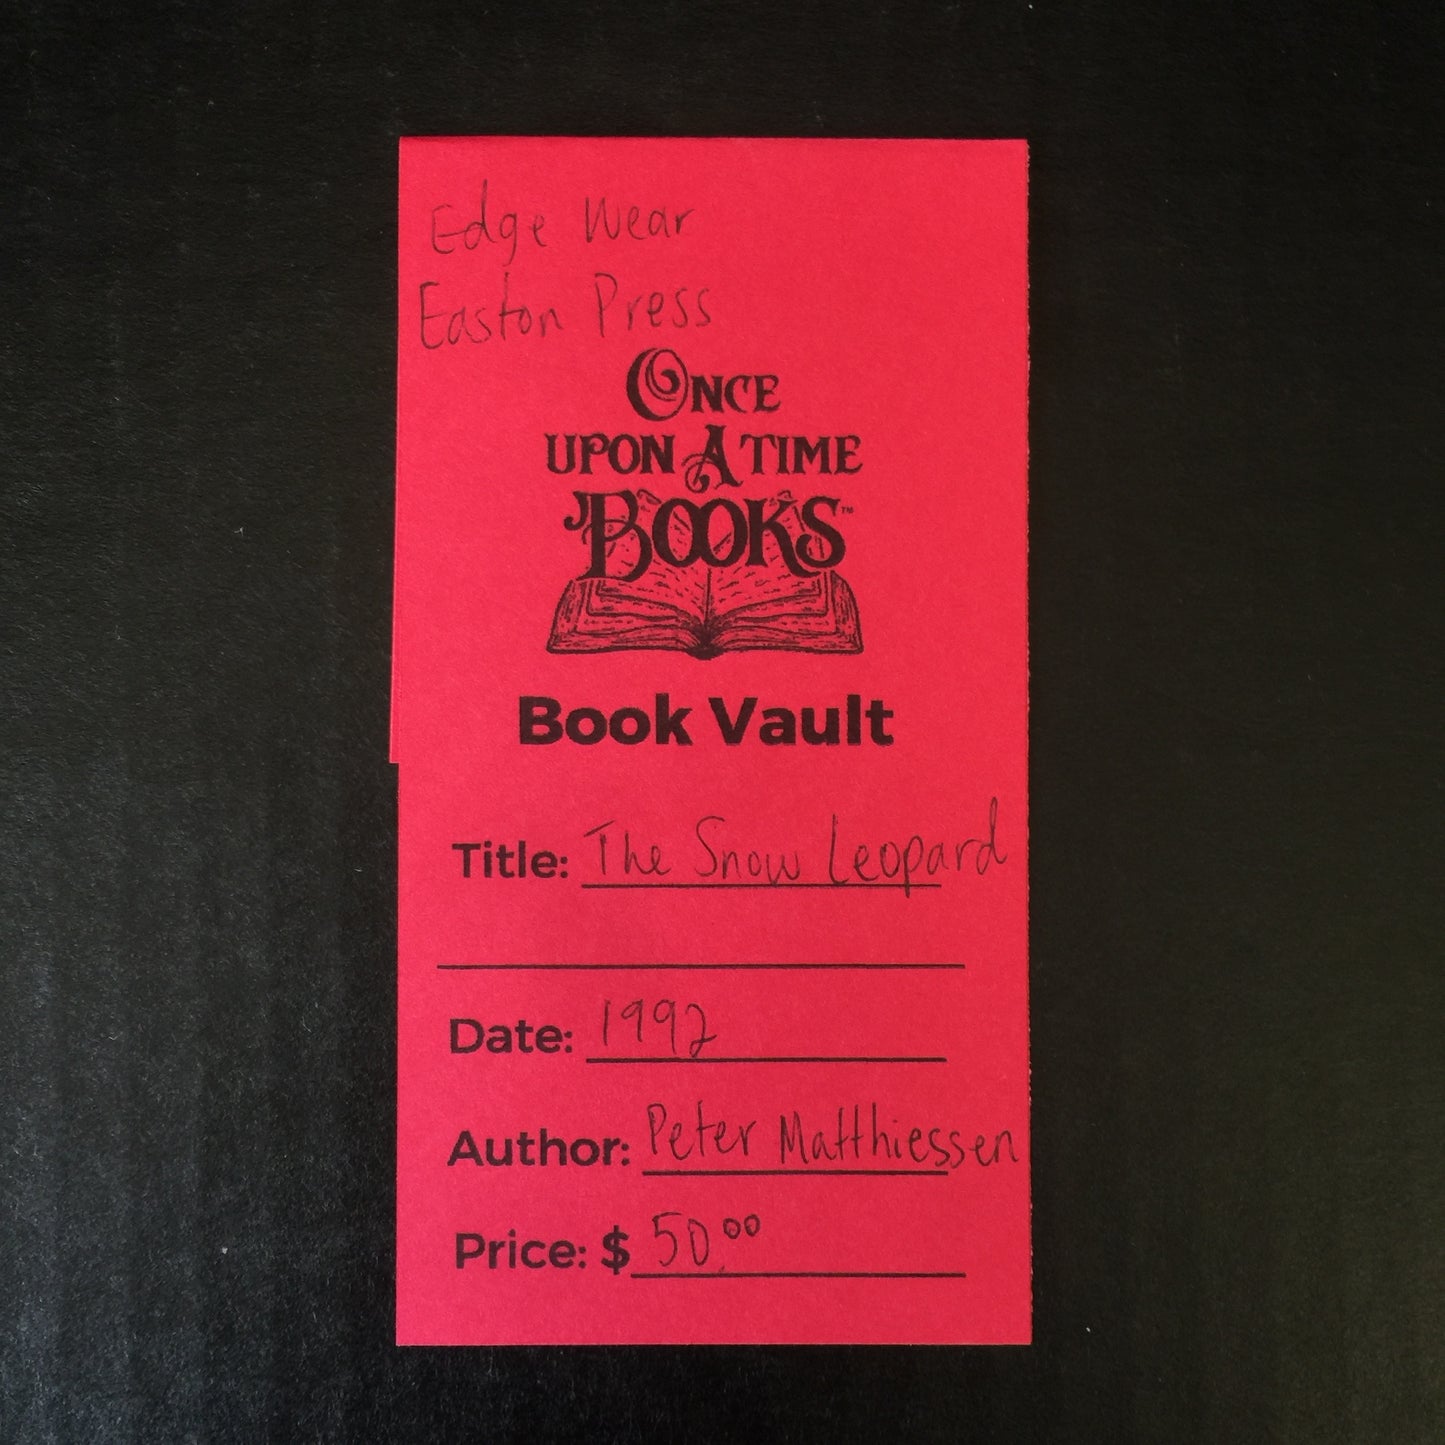 Edge Wear
Easton Press
ONCE
UPON A TIME
BOOKS™
Book Vault
Title: The Snow Leopard
Date: 1992
Author: Peter Matthiessen
Price: $ 50.00